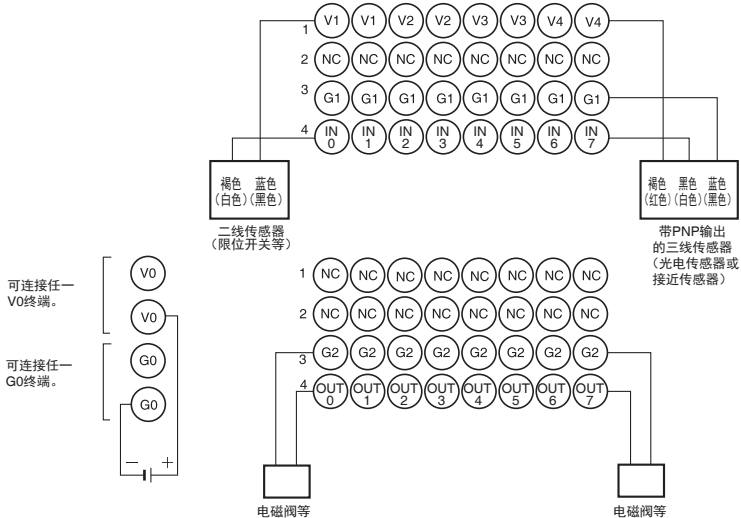 1 V1 V1 V2 V2 V3 V3 V4 V4
2 NC NC NC NC NC NC NC NC
3 G1 G1 G1 G1 G1 G1 G1 G1
4 IN 0 IN 1 IN 2 IN 3 IN 4 IN 5 IN 6 IN 7
褐色 蓝色
（白色）（黑色）
二线传感器
（限位开关等）
褐色 黑色 蓝色
（红色）（白色）（黑色）
带PNP输出
的三线传感器
（光电传感器或
接近传感器）
可连接任一
V0终端。
V0
V0
可连接任一
G0终端。
G0
G0
− +
1 NC NC NC NC NC NC NC NC
2 NC NC NC NC NC NC NC NC
3 G2 G2 G2 G2 G2 G2 G2 G2
4 OUT 0 OUT 1 OUT 2 OUT 3 OUT 4 OUT 5 OUT 6 OUT 7
电磁阀等
电磁阀等